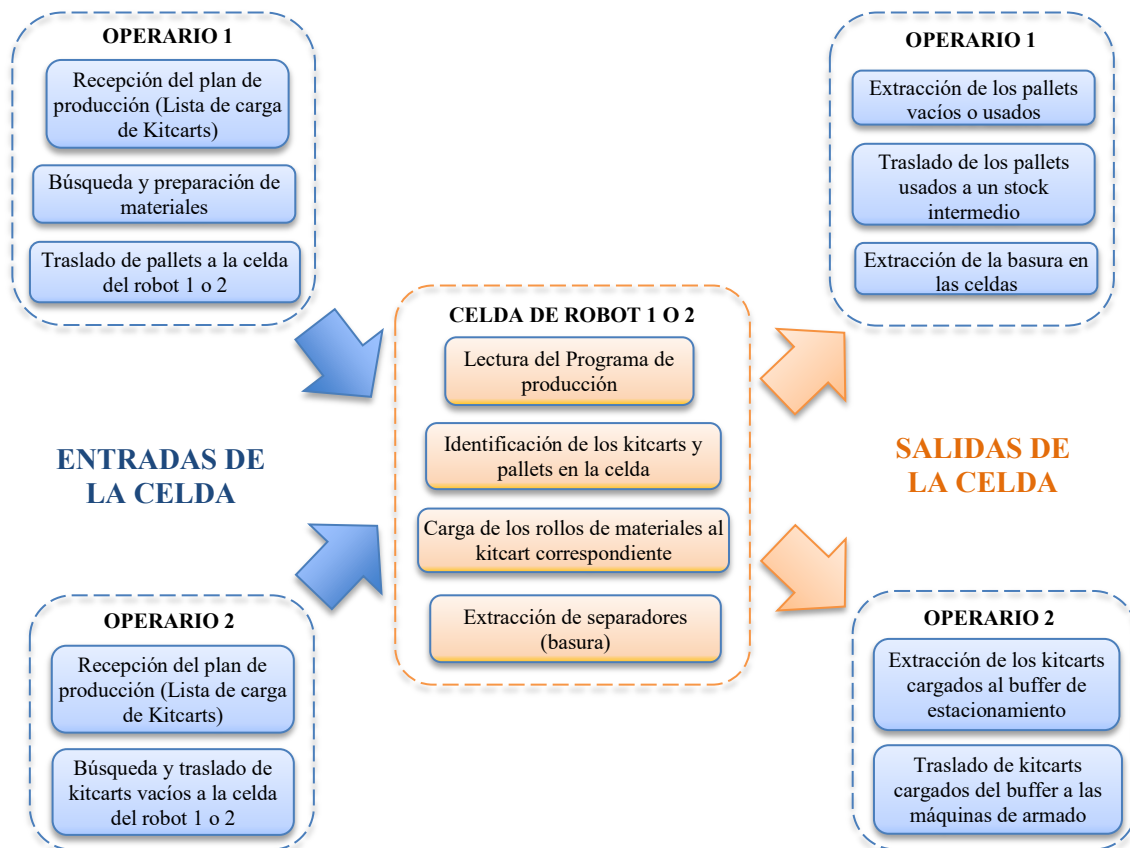 OPERARIO 1
Recepción del plan de
producción (Lista de carga
de Kitcarts)
Búsqueda y preparación de
materiales
Traslado de pallets a la celda
del robot 1 o 2
ENTRADAS DE
LA CELDA
OPERARIO 2
Recepción del plan de
producción (Lista de carga
de Kitcarts)
Búsqueda y traslado de
kitcarts vacíos a la celda
del robot 1 o 2
CELDA DE ROBOT 1 O 2
Lectura del Programa de
producción
Identificación de los kitcarts y
pallets en la celda
Carga de los rollos de materiales al
kitcart correspondiente
Extracción de separadores
(basura)
OPERARIO 1
Extracción de los pallets
vacíos o usados
Traslado de los pallets
usados a un stock
intermedio
Extracción de la basura en
las celdas
SALIDAS DE
LA CELDA
OPERARIO 2
Extracción de los kitcarts
cargados al buffer de
estacionamiento
Traslado de kitcarts
cargados del buffer a las
máquinas de armado